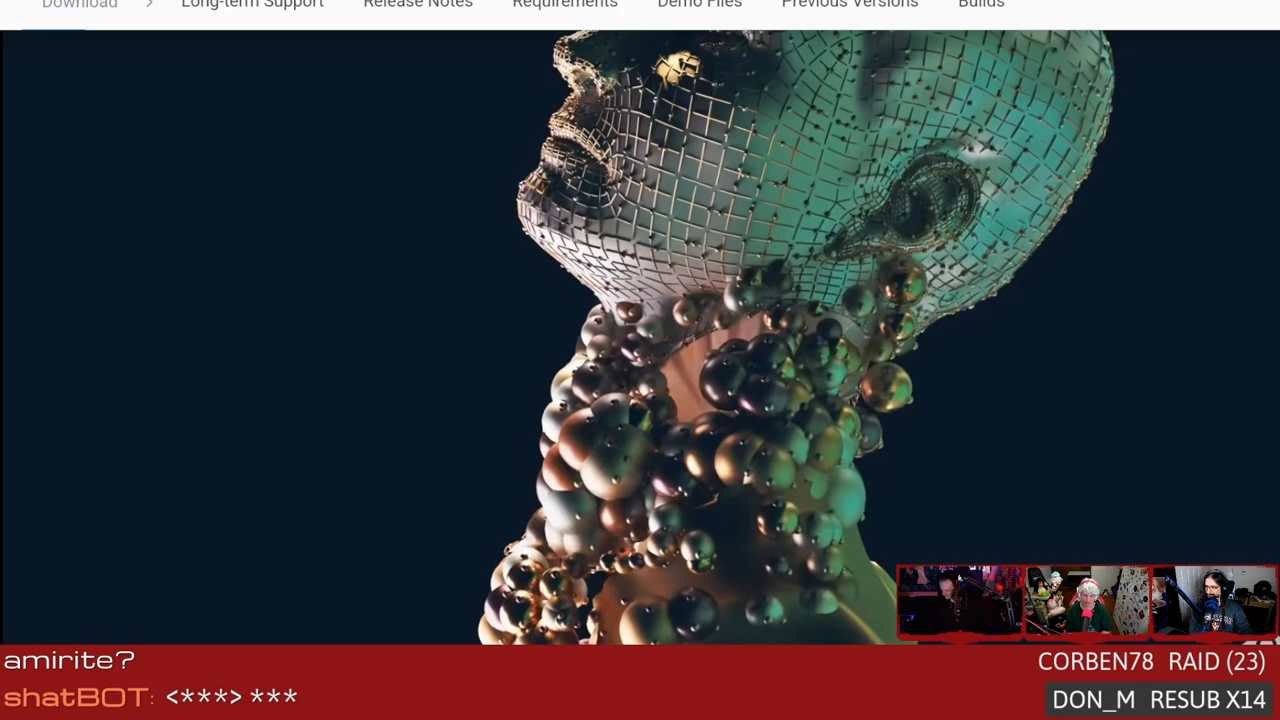 Download > Long-term Support Release Notes Requirements Demo Files Previous Versions Builds
amirite?
shatBOT: <***> ***
CORBEN78 RAID (23)
DON_M RESUB X14